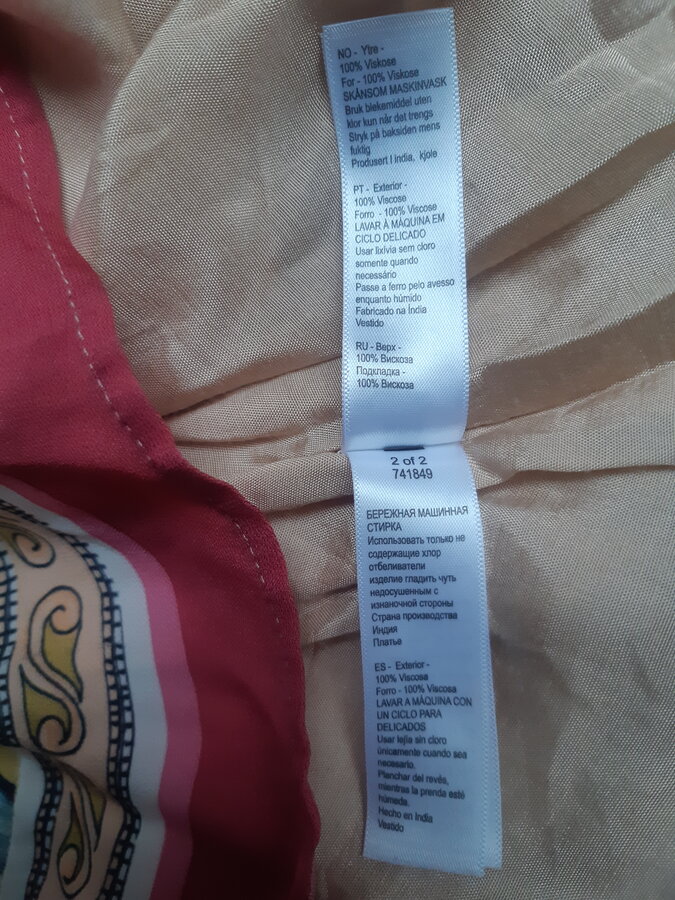 NO - Ytre -
100% Viskose
For - 100% Viskose
SKÅNSOM MASKINVASK
Bruk blekemiddel uten
klor kun når det trengs
Stryk på baksiden mens
fuktig
Produsert I india, kjole
PT - Exterior -
100% Viscose
Forro - 100% Viscose
LAVAR À MÁQUINA EM
CICLO DELICADO
Usar lixívia sem cloro
somente quando
necessário
Passe a ferro pelo avesso
enquanto húmido
Fabricado na Índia
Vestido
RU - Верх -
100% Вискоза
Подкладка -
100% Вискоза
2 of 2
741849
БЕРЕЖНАЯ МАШИННАЯ
СТИРКА
Использовать только не
содержащие хлор
отбеливатели
изделие гладить чуть
недосушенным с
изнаночной стороны
Страна производства
Индия
Платье
ES - Exterior -
100% Viscosa
Forro - 100% Viscosa
LAVAR A MÁQUINA CON
UN CICLO PARA
DELICADOS
Usar lejía sin cloro
únicamente cuando sea
necesario.
Planchar del revés,
mientras la prenda esté
húmeda.
Hecho en India
Vestido